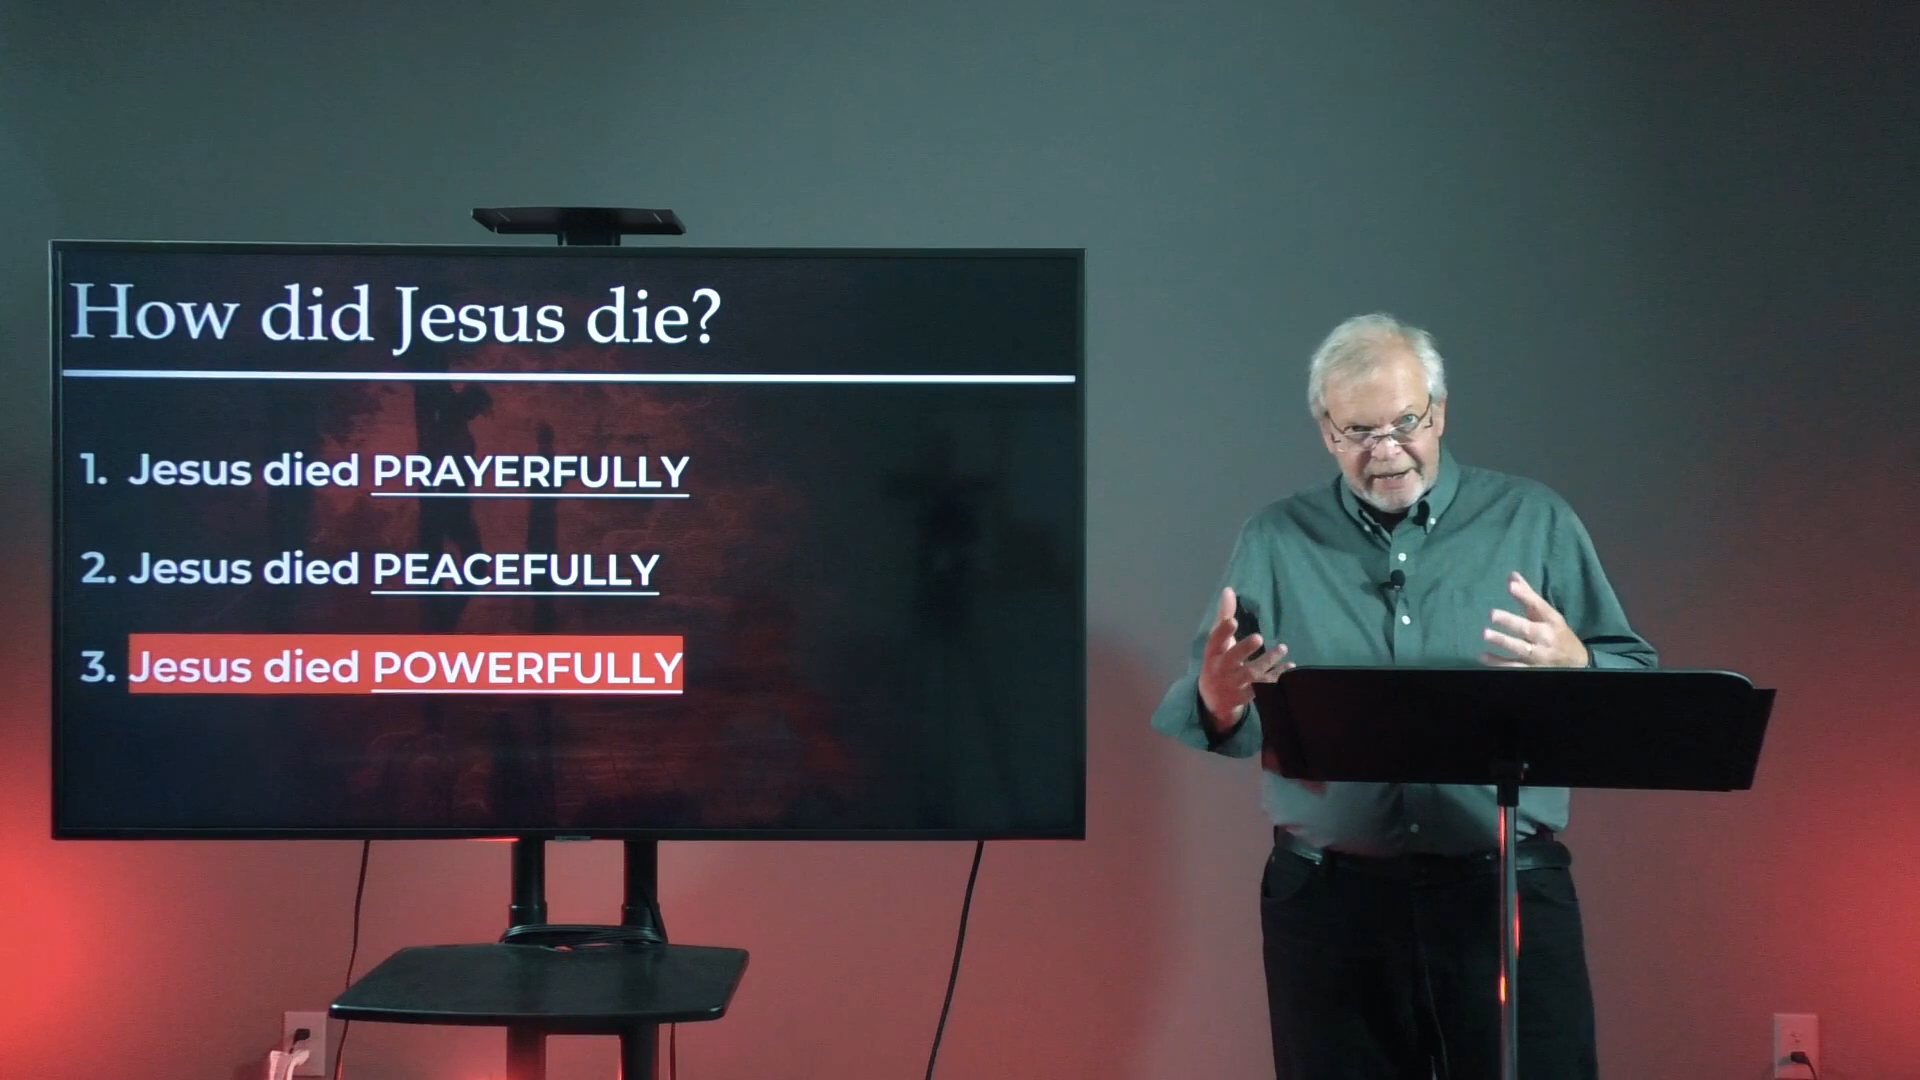 How did Jesus die?
1. Jesus died PRAYERFULLY
2. Jesus died PEACEFULLY
3. Jesus died POWERFULLY